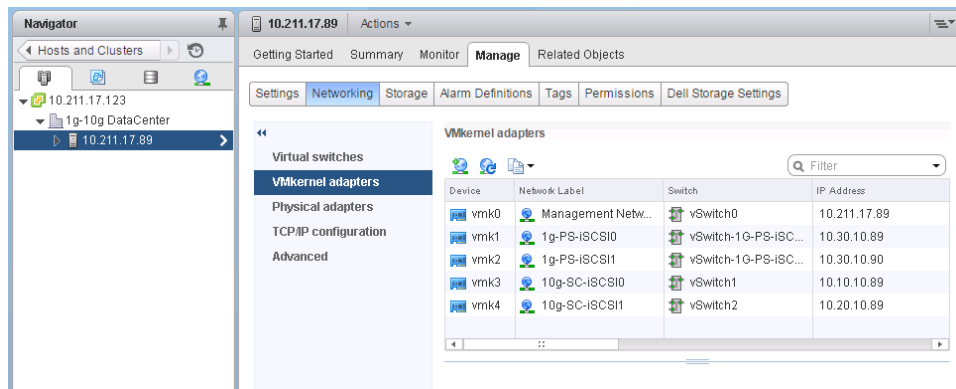 Navigator
Hosts and Clusters
10.211.17.123
1g-10g DataCenter
10.211.17.89
10.211.17.89 Actions
Getting Started Summary Monitor Manage Related Objects
Settings Networking Storage Alarm Definitions Tags Permissions Dell Storage Settings
Virtual switches
VMkernel adapters
Physical adapters
TCP/IP configuration
Advanced
VMkernel adapters
Filter
Device Network Label Switch IP Address
vmk0 Management Netw... vSwitch0 10.211.17.89
vmk1 1g-PS-iSCSI0 vSwitch-1G-PS-iSC... 10.30.10.89
vmk2 1g-PS-iSCSI1 vSwitch-1G-PS-iSC... 10.30.10.90
vmk3 10g-SC-iSCSI0 vSwitch1 10.10.10.89
vmk4 10g-SC-iSCSI1 vSwitch2 10.20.10.89